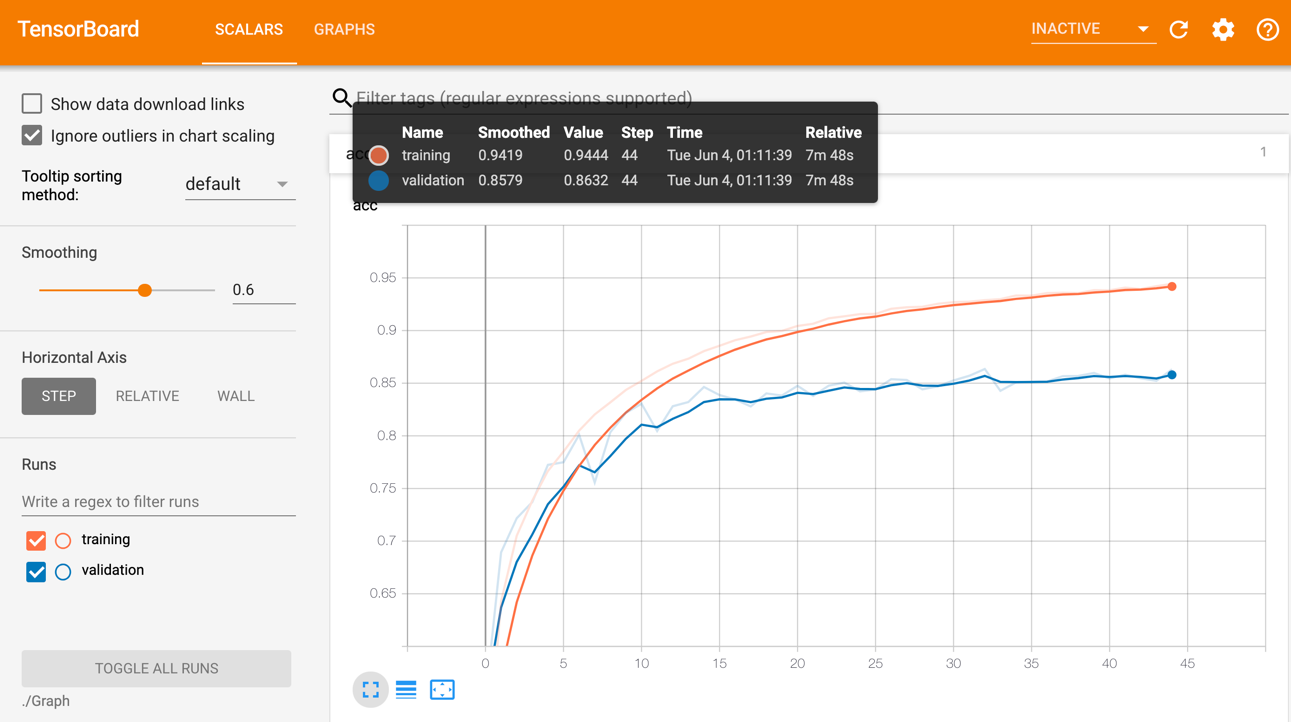 TensorBoard
SCALARS GRAPHS
INACTIVE
Show data download links
Ignore outliers in chart scaling
Tooltip sorting
method:
default
Smoothing
0.6
Horizontal Axis
STEP RELATIVE WALL
Runs
Write a regex to filter runs
training
validation
TOGGLE ALL RUNS
./Graph
Filter tags (regular expressions supported)
acc
1
Name Smoothed Value Step Time Relative
training 0.9419 0.9444 44 Tue Jun 4, 01:11:39 7m 48s
validation 0.8579 0.8632 44 Tue Jun 4, 01:11:39 7m 48s
acc
0.95
0.9
0.85
0.8
0.75
0.7
0.65
0 5 10 15 20 25 30 35 40 45